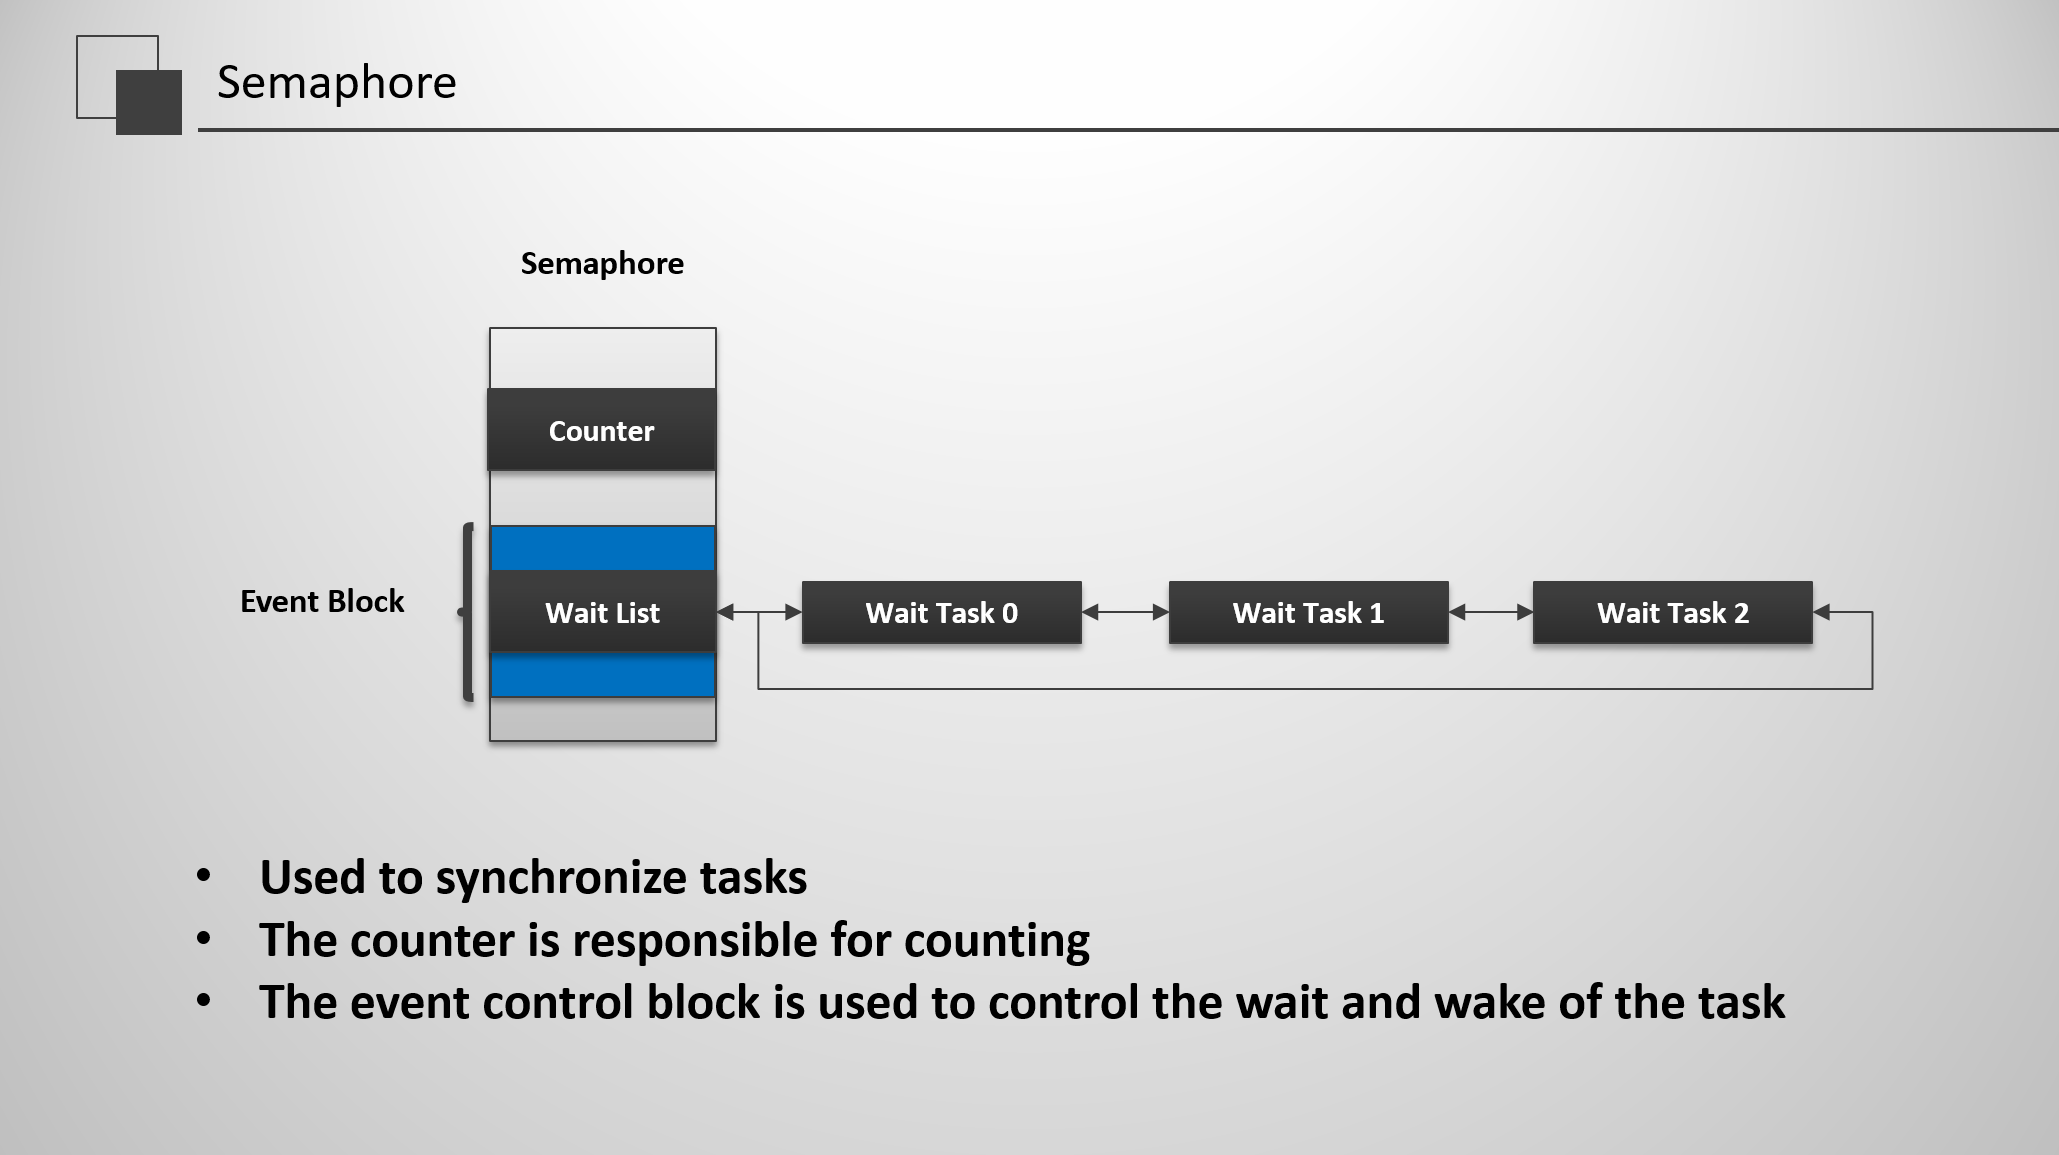 Semaphore
Semaphore
Counter
Event Block
Wait List
Wait Task 0
Wait Task 1
Wait Task 2
• Used to synchronize tasks
• The counter is responsible for counting
• The event control block is used to control the wait and wake of the task